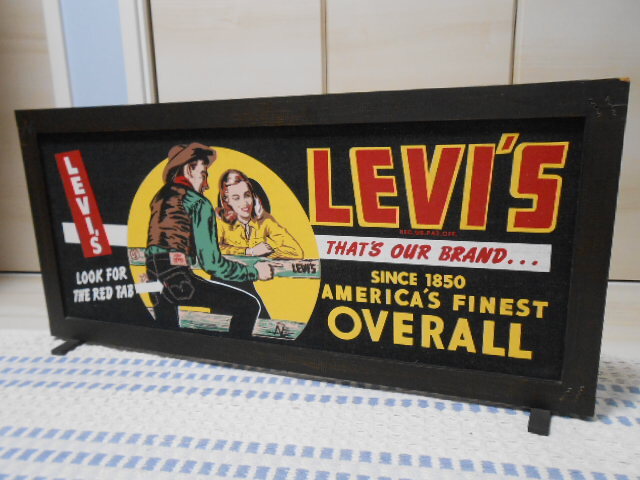 LEVI'S
LOOK FOR
THE RED TAB
LEVI'S
LEVI'S
REG. U.S. PAT. OFF.
THAT'S OUR BRAND...
SINCE 1850
AMERICA'S FINEST
OVERALL